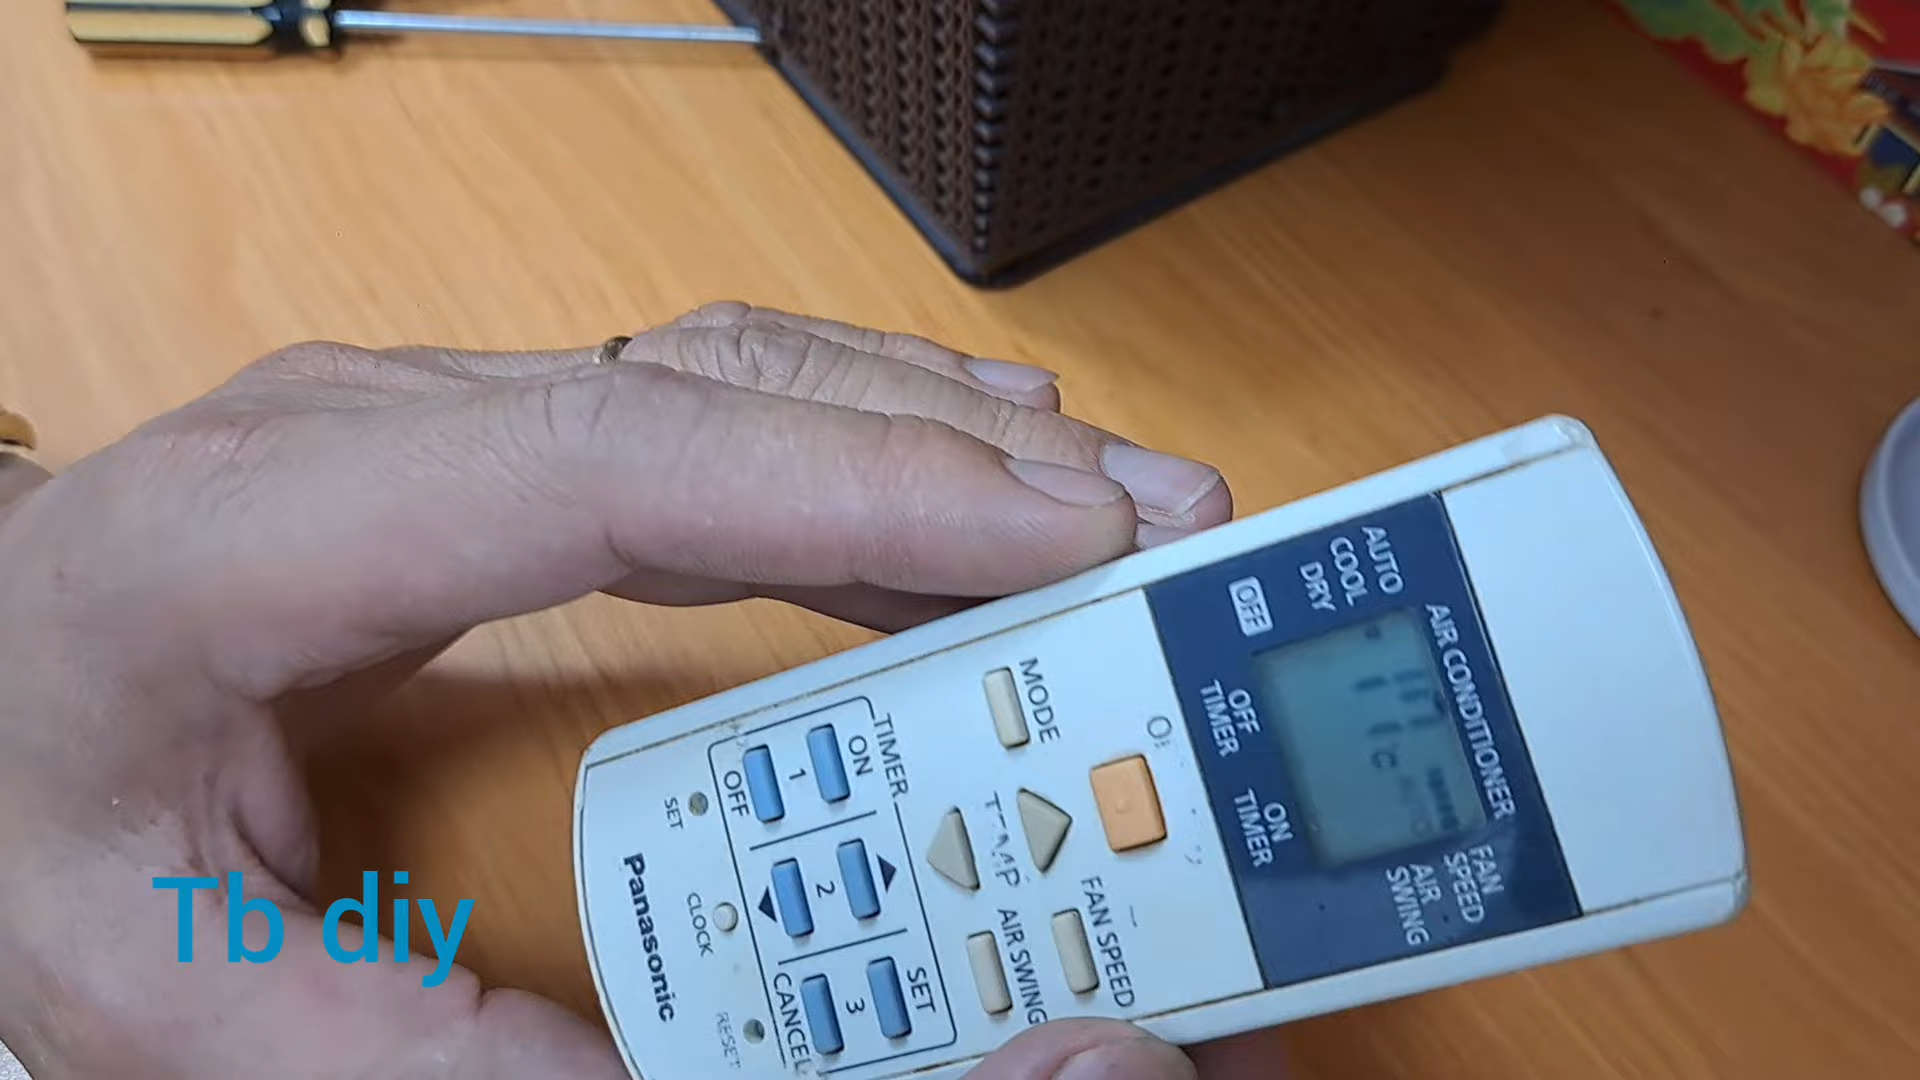 AIR CONDITIONER
AUTO
COOL
DRY
OFF
FAN
SPEED
AIR
SWING
OFF
TIMER
ON
TIMER
MODE
FAN SPEED
AIR SWING
TIMER
ON
1
OFF
2
SET
3
CANCEL
SET
CLOCK
RESET
Panasonic
Tb diy